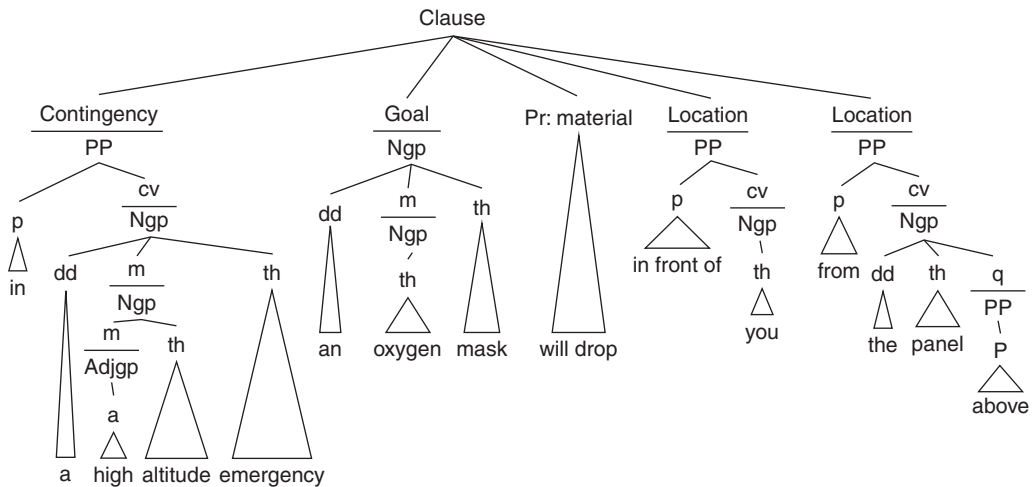 Clause
Contingency Goal Pr: material Location Location
PP Ngp PP PP
p cv dd m th p cv p cv
Ngp Ngp Ngp Ngp
in dd m th th in front of th from dd th q
Ngp PP
m th an oxygen mask will drop you the panel P
Adjgp
a above
a high altitude emergency